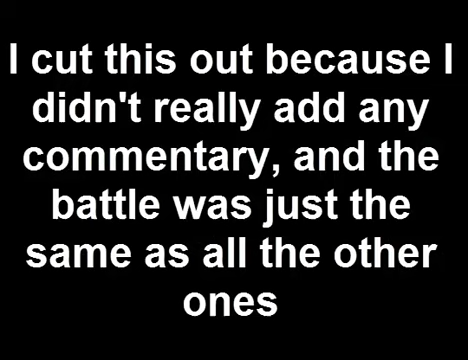 I cut this out because I
didn't really add any
commentary, and the
battle was just the
same as all the other
ones